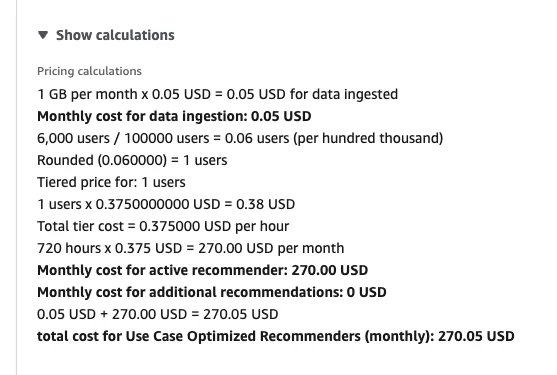 Show calculations
Pricing calculations
1 GB per month x 0.05 USD = 0.05 USD for data ingested
Monthly cost for data ingestion: 0.05 USD
6,000 users / 100000 users = 0.06 users (per hundred thousand)
Rounded (0.060000) = 1 users
Tiered price for: 1 users
1 users x 0.3750000000 USD = 0.38 USD
Total tier cost = 0.375000 USD per hour
720 hours x 0.375 USD = 270.00 USD per month
Monthly cost for active recommender: 270.00 USD
Monthly cost for additional recommendations: 0 USD
0.05 USD + 270.00 USD = 270.05 USD
total cost for Use Case Optimized Recommenders (monthly): 270.05 USD